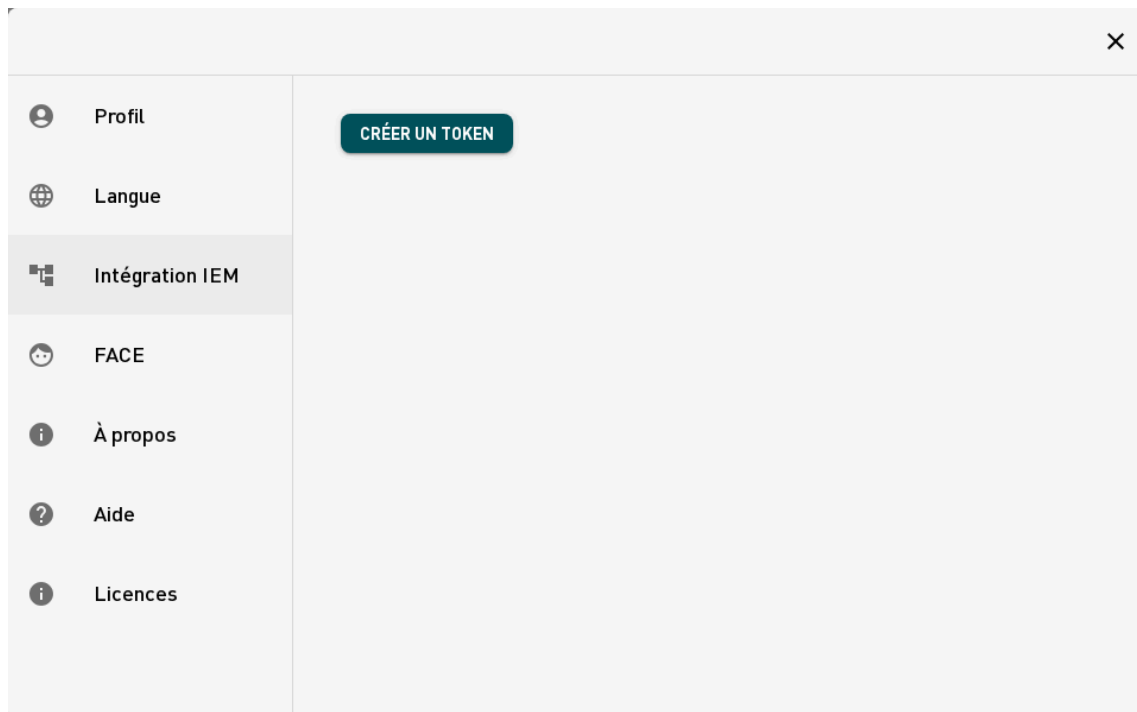 Profil
Langue
Intégration IEM
FACE
À propos
Aide
Licences
CRÉER UN TOKEN